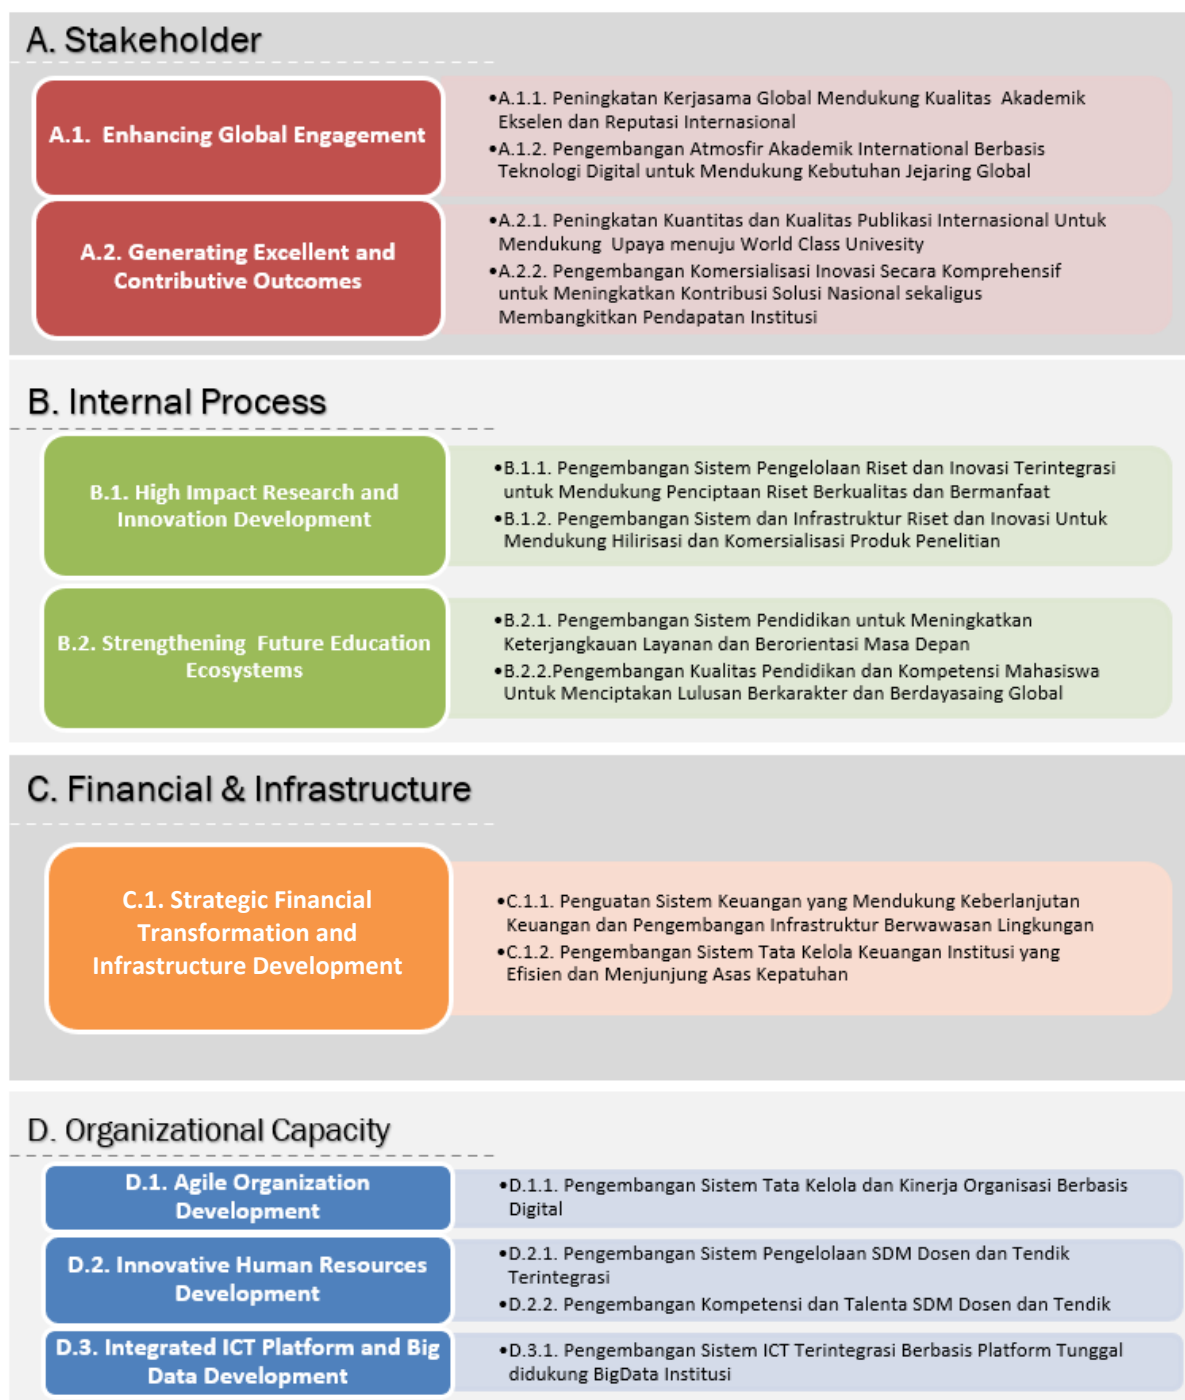 A. Stakeholder
A.1.  Enhancing Global Engagement
•A.1.1. Peningkatan Kerjasama Global Mendukung Kualitas  Akademik
Ekselen dan Reputasi Internasional
•A.1.2. Pengembangan Atmosfir Akademik International Berbasis
Teknologi Digital untuk Mendukung Kebutuhan Jejaring Global
A.2. Generating Excellent and
Contributive Outcomes
•A.2.1. Peningkatan Kuantitas dan Kualitas Publikasi Internasional Untuk
Mendukung  Upaya menuju World Class Univesity
•A.2.2. Pengembangan Komersialisasi Inovasi Secara Komprehensif
untuk Meningkatkan Kontribusi Solusi Nasional sekaligus
Membangkitkan Pendapatan Institusi
B. Internal Process
B.1. High Impact Research and
Innovation Development
•B.1.1. Pengembangan Sistem Pengelolaan Riset dan Inovasi Terintegrasi
untuk Mendukung Penciptaan Riset Berkualitas dan Bermanfaat
•B.1.2. Pengembangan Sistem dan Infrastruktur Riset dan Inovasi Untuk
Mendukung Hilirisasi dan Komersialisasi Produk Penelitian
B.2. Strengthening  Future Education
Ecosystems
•B.2.1. Pengembangan Sistem Pendidikan untuk Meningkatkan
Keterjangkauan Layanan dan Berorientasi Masa Depan
•B.2.2.Pengembangan Kualitas Pendidikan dan Kompetensi Mahasiswa
Untuk Menciptakan Lulusan Berkarakter dan Berdayasaing Global
C. Financial & Infrastructure
C.1. Strategic Financial
Transformation and
Infrastructure Development
•C.1.1. Penguatan Sistem Keuangan yang Mendukung Keberlanjutan
Keuangan dan Pengembangan Infrastruktur Berwawasan Lingkungan
•C.1.2. Pengembangan Sistem Tata Kelola Keuangan Institusi yang
Efisien dan Menjunjung Asas Kepatuhan
D. Organizational Capacity
D.1. Agile Organization
Development
•D.1.1. Pengembangan Sistem Tata Kelola dan Kinerja Organisasi Berbasis
Digital
D.2. Innovative Human Resources
Development
•D.2.1. Pengembangan Sistem Pengelolaan SDM Dosen dan Tendik
Terintegrasi
•D.2.2. Pengembangan Kompetensi dan Talenta SDM Dosen dan Tendik
D.3. Integrated ICT Platform and Big
Data Development
•D.3.1. Pengembangan Sistem ICT Terintegrasi Berbasis Platform Tunggal
didukung BigData Institusi